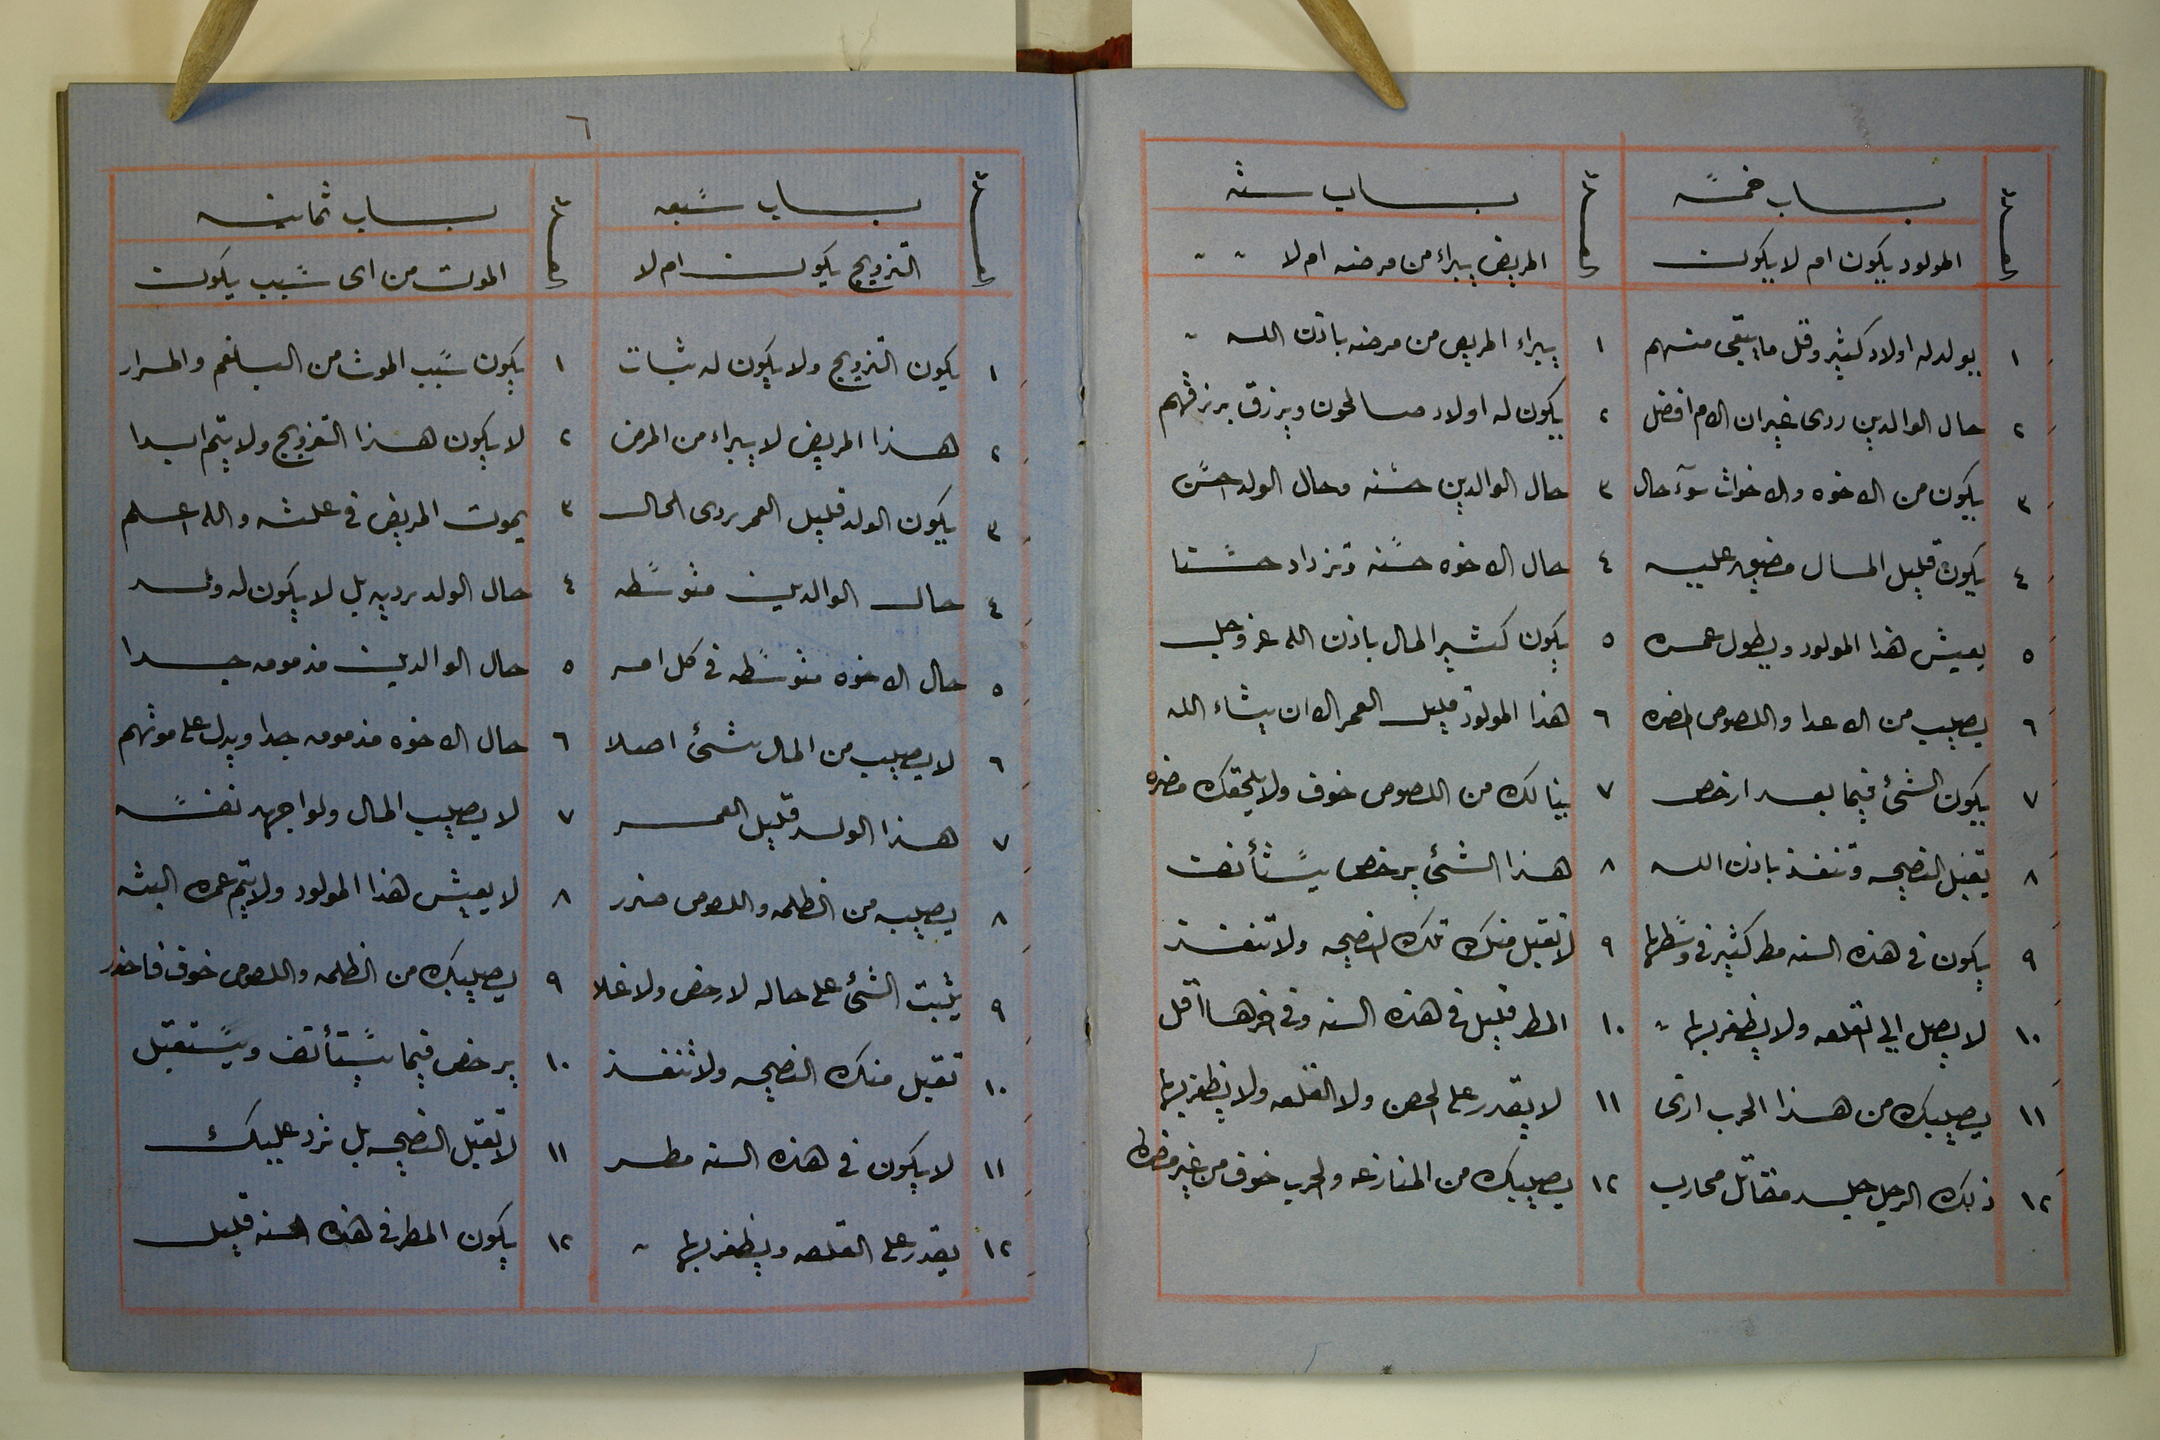 باب خمسه
المولود يكون ام لا يكون
١ يولد له اولاد كثير وقل ما يبقى منهم
٢ حال الوالدين ردى غير ان الام افضل
٣ يكون من الاخوه والاخوات سوء حال
٤ يكون قليل المال مضيق عليه
٥ يعيش هذا المولود ويطول عمره
٦ يصيب من الاعدا واللصوص المضره
٧ يكون الشئ فيما بعد ارخص
٨ يقبل النصيحه وتنفذ باذن الله
٩ يكون فى هذه السنه مطر كثير فى وسطها
١٠ لا يصل الي القلعه ولا يظفر بها
١١ يصيبك من هذا الحرب
١٢ ذلك الرجل جلد مقاتل محارب
باب سته
المريض يبراء من مرضه ام لا
١ يبراء المريض من مرضه باذن الله
٢ يكون له اولاد صالحون ويرزق برزقهم
٣ حال الوالدين حسنه وحال الولد احسن
٤ حال الاخوه حسنه وتزداد حسنا
٥ يكون كثير المال باذن الله عز وجل
٦ هذا المولود قليل العمر الا ان يشاء الله
٧ ينالك من اللصوص خوف ولا يلحقك مضره
٨ هذا الشئ يرخص يستأنف
٩ لا تقبل منك تلك النصيحه ولا تنفذ
١٠ المطر قليل فى هذه السنه وفى اخرها اقل
١١ لا يقدر على الحصن ولا القلعه ولا يظفر بها
١٢ يصيبك من المنازعه والحرب خوف من غير مضره
٦
باب سبعه
التزويج يكون ام لا
١ يكون التزويج ولا يكون له ثبات
٢ هذا المريض لا يبراء من المرض
٣ يكون الولد قليل العمر ردى الحال
٤ حال الوالدين متوسطه
٥ حال الاخوه متوسطه فى كل امر
٦ لا يصيب من المال شئ اصلا
٧ هذا الولد قليل العمر
٨ يصيبه من الظلمه واللصوص ضرر
٩ يثبت الشئ على حاله لا رخص ولا غلا
١٠ تقبل منك النصيحه ولا تنفذ
١١ لا يكون فى هذه السنه مطر
١٢ يقدر على القلعه ويظفر بها
باب ثمانيه
الموت من اى سبب يكون
١ يكون سبب الموت من البلغم والمرار
٢ لا يكون هذا التزويج ولا يتم ابدا
٣ يموت المريض فى علته والله اعلم
٤ حال الولد رديه بل لا يكون له ولد
٥ حال الوالدين مذمومه جدا
٦ حال الاخوه مذمومه جدا ويدل على موتهم
٧ لا يصيب المال ولو اجهد نفسه
٨ لا يعيش هذا المولود ولا يتم عمره البته
٩ يصيبك من الظلمه واللصوص خوف فاحذر
١٠ يرخص فيما يستأنف ويستقبل
١١ لا تقبل النصيحه بل ترد عليك
١٢ يكون المطر فى هذه السنه قليل